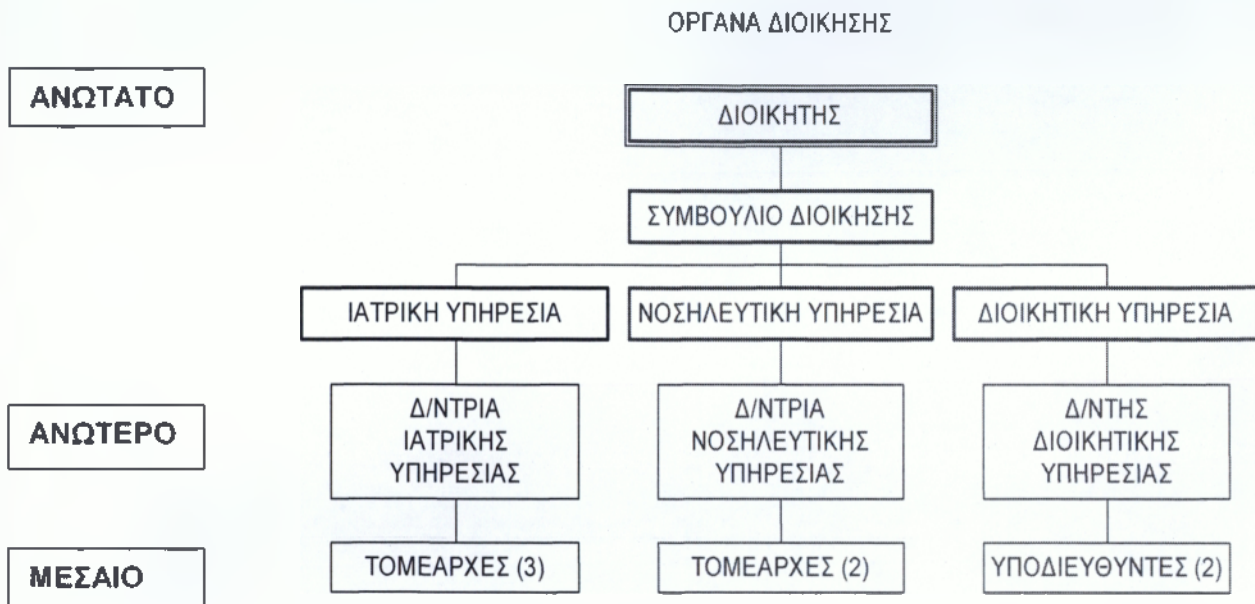 ΟΡΓΑΝΑ ΔΙΟΙΚΗΣΗΣ
ΑΝΩΤΑΤΟ
ΔΙΟΙΚΗΤΗΣ
ΣΥΜΒΟΥΛΙΟ ΔΙΟΙΚΗΣΗΣ
ΙΑΤΡΙΚΗ ΥΠΗΡΕΣΙΑ
ΝΟΣΗΛΕΥΤΙΚΗ ΥΠΗΡΕΣΙΑ
ΔΙΟΙΚΗΤΙΚΗ ΥΠΗΡΕΣΙΑ
ΑΝΩΤΕΡΟ
Δ/ΝΤΡΙΑ
ΙΑΤΡΙΚΗΣ
ΥΠΗΡΕΣΙΑΣ
Δ/ΝΤΡΙΑ
ΝΟΣΗΛΕΥΤΙΚΗΣ
ΥΠΗΡΕΣΙΑΣ
Δ/ΝΤΗΣ
ΔΙΟΙΚΗΤΙΚΗΣ
ΥΠΗΡΕΣΙΑΣ
ΜΕΣΑΙΟ
ΤΟΜΕΑΡΧΕΣ (3)
ΤΟΜΕΑΡΧΕΣ (2)
ΥΠΟΔΙΕΥΘΥΝΤΕΣ (2)